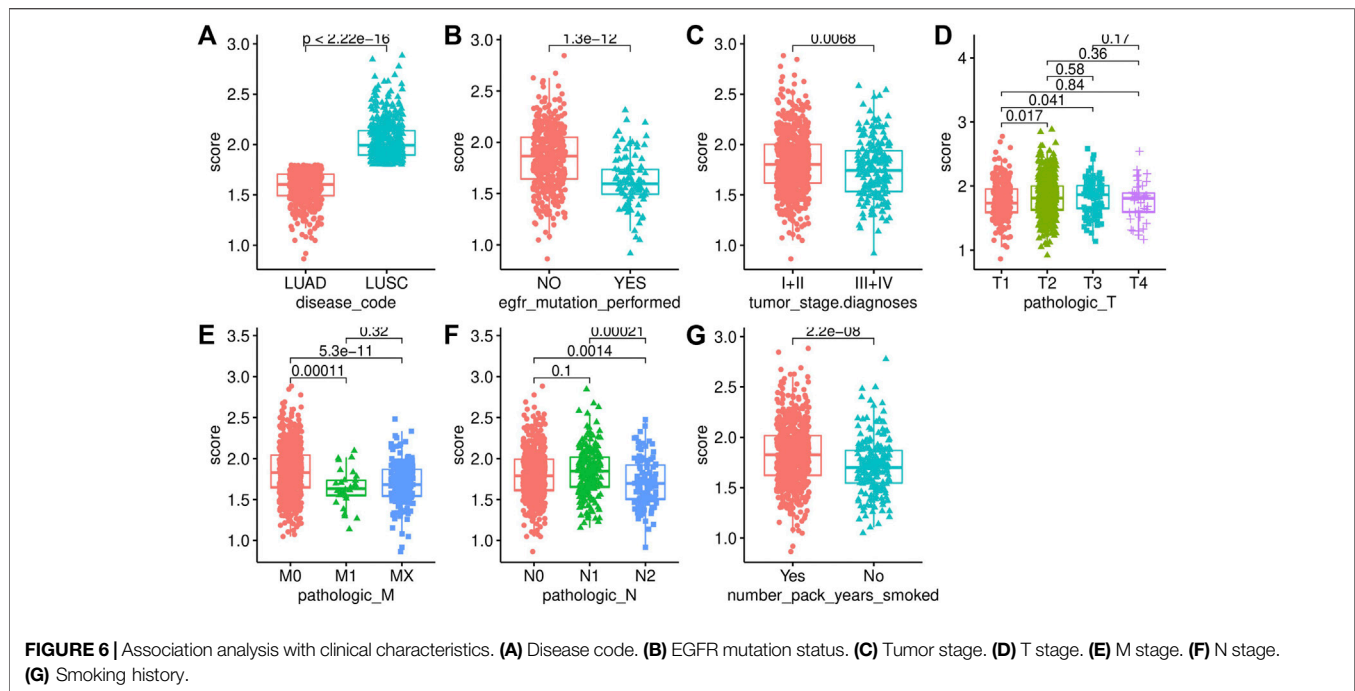 A
p < 2.22e-16
3.0
2.5
2.0
1.5
1.0
score
LUAD LUSC
disease_code
B
1.3e-12
3.0
2.5
2.0
1.5
1.0
score
NO YES
egfr_mutation_performed
C
0.0068
3.0
2.5
2.0
1.5
1.0
score
I+II III+IV
tumor_stage.diagnoses
D
0.17
0.36
0.58
0.84
0.041
0.017
4
3
2
1
score
T1 T2 T3 T4
pathologic_T
E
0.32
5.3e-11
0.00011
3.5
3.0
2.5
2.0
1.5
1.0
score
M0 M1 MX
pathologic_M
F
0.00021
0.0014
0.1
3.5
3.0
2.5
2.0
1.5
1.0
score
N0 N1 N2
pathologic_N
G
2.2e-08
3.0
2.5
2.0
1.5
1.0
score
Yes No
number_pack_years_smoked
FIGURE 6 | Association analysis with clinical characteristics. (A) Disease code. (B) EGFR mutation status. (C) Tumor stage. (D) T stage. (E) M stage. (F) N stage.
(G) Smoking history.